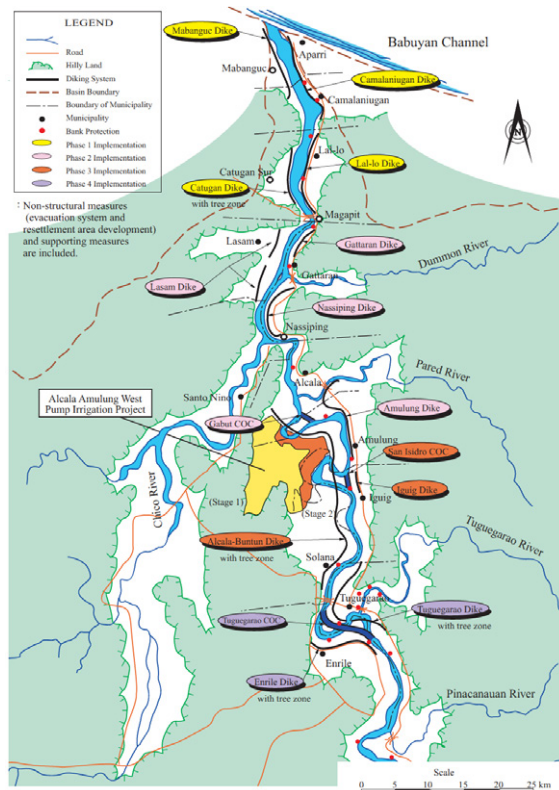 LEGEND
River
Road
Hilly Land
Diking System
Basin Boundary
Boundary of Municipality
Municipality
Bank Protection
Phase 1 Implementation
Phase 2 Implementation
Phase 3 Implementation
Phase 4 Implementation
: Non-structural measures
(evacuation system and
resettlement area development)
and supporting measures
are included.
Mabanguc Dike
Babuyan Channel
Aparri
Mabanguc
Camalaniugan Dike
Camalaniugan
N
Lal-lo
Lal-lo Dike
Catugan Sur
Catugan Dike
with tree zone
Magapit
Lasam
Gattaran Dike
Dummon River
Gattaran
Lasam Dike
Nassiping Dike
Nassiping
Pared River
Alcala
Santo Nino
Alcala Amulung West
Pump Irrigation Project
Amulung Dike
Gabut COC
Amulung
San Isidro COC
Iguig Dike
Iguig
Chico River
(Stage 1)
(Stage 2)
Tuguegarao River
Alcala-Buntun Dike
with tree zone
Solana
Tuguegarao
Tuguegarao Dike
with tree zone
Tuguegarao COC
Enrile
Enrile Dike
with tree zone
Pinacanauan River
Scale
0 5 10 15 20 25 km